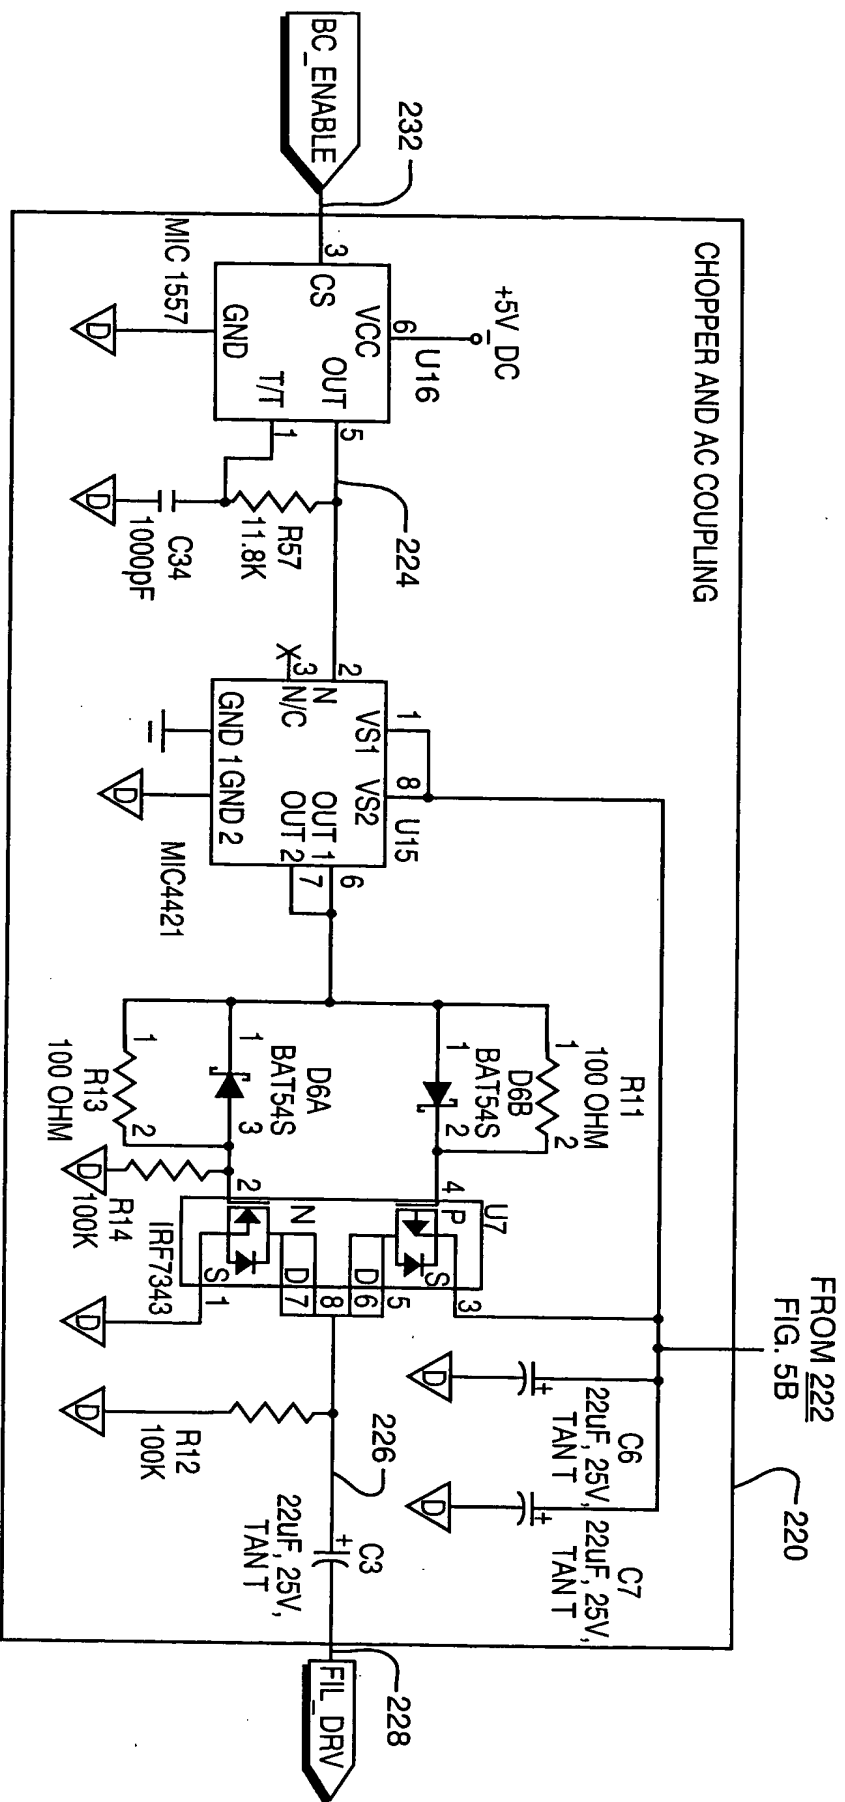 CHOPPER AND AC COUPLING
FROM 222
FIG. 5B
220
BC_ENABLE
232
+5V_DC
6
U16
VCC
3
CS
OUT
5
T/T
1
GND
MIC 1557
D
224
R57
11.8K
C34
1000pF
D
1
8
U15
VS1
VS2
2
N
3
N/C
X
OUT 1
6
OUT 2
7
GND 1
GND 2
MIC4421
D
R11
100 OHM
1
2
D6B
BAT54S
1
2
D6A
BAT54S
1
3
1
2
R13
100 OHM
R14
100K
D
U7
4
P
S
3
5
D
6
8
N
D
7
2
S
1
IRF7343
D
R12
100K
D
226
C6
22uF, 25V,
TAN T
D
C7
22uF, 25V,
TAN T
D
C3
22uF, 25V,
TAN T
+
+
+
228
FIL_DRV